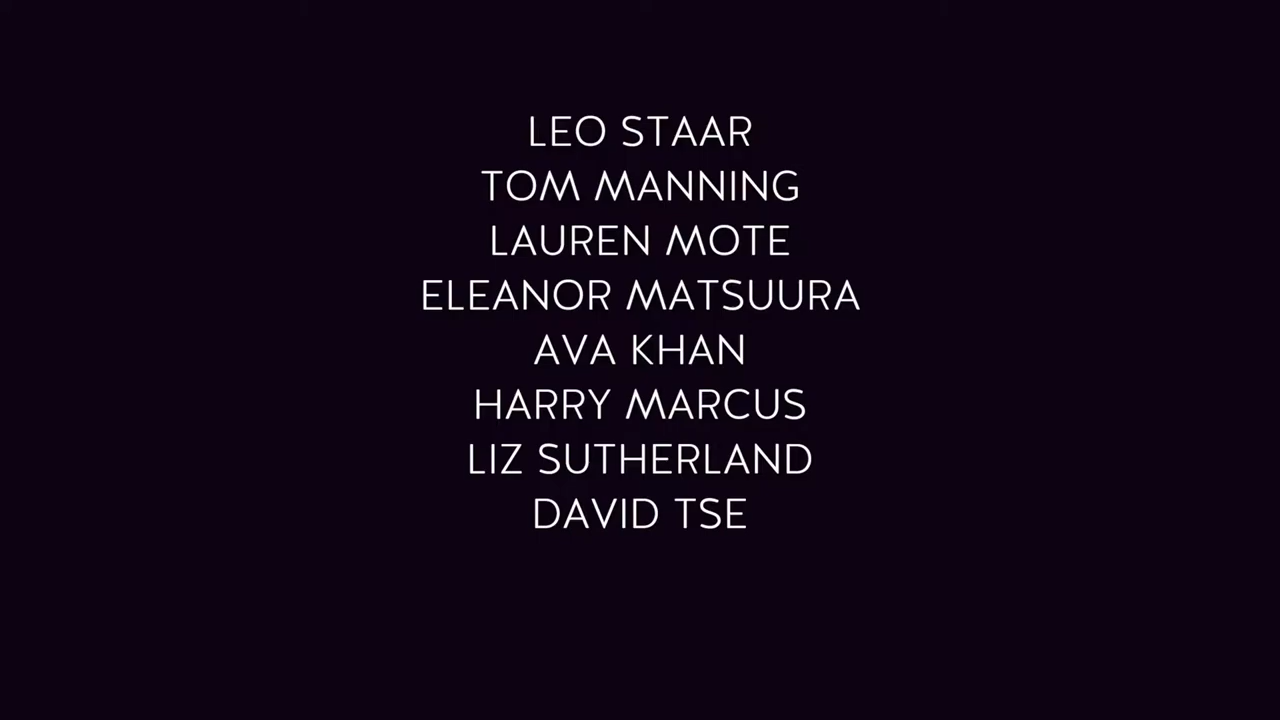 LEO STAAR
TOM MANNING
LAUREN MOTE
ELEANOR MATSUURA
AVA KHAN
HARRY MARCUS
LIZ SUTHERLAND
DAVID TSE